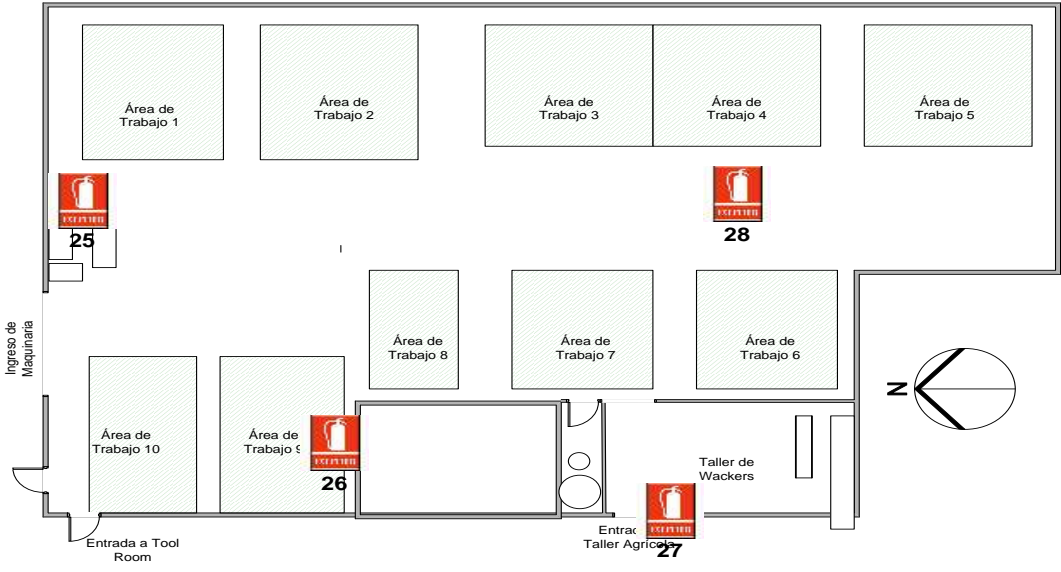 Área de
Trabajo 1
Área de
Trabajo 2
Área de
Trabajo 3
Área de
Trabajo 4
Área de
Trabajo 5
25
28
Ingreso de
Maquinaria
Área de
Trabajo 8
Área de
Trabajo 7
Área de
Trabajo 6
N
Área de
Trabajo 10
Área de
Trabajo 9
26
Taller de
Wackers
Taller Agrícola
27
Entrada a Tool
Room